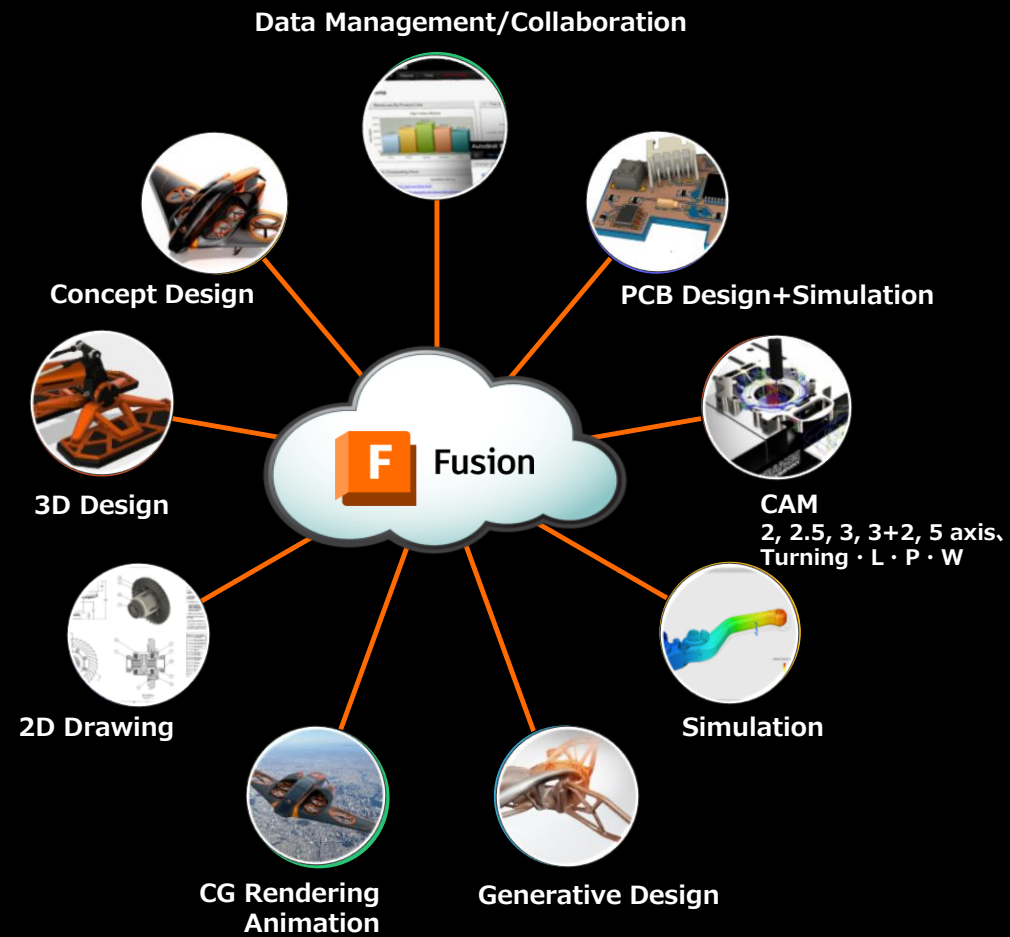 Data Management/Collaboration
Concept Design
PCB Design+Simulation
F Fusion
3D Design
CAM
2, 2.5, 3, 3+2, 5 axis、
Turning・L・P・W
2D Drawing
Simulation
CG Rendering
Animation
Generative Design